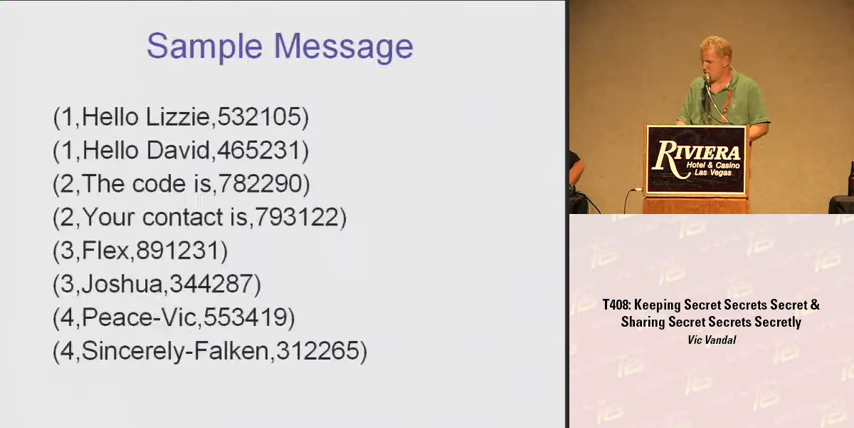 Sample Message
(1,Hello Lizzie,532105)
(1,Hello David,465231)
(2,The code is,782290)
(2,Your contact is,793122)
(3,Flex,891231)
(3,Joshua,344287)
(4,Peace-Vic,553419)
(4,Sincerely-Falken,312265)
RIVIERA
Hotel & Casino
Las Vegas
T408: Keeping Secret Secrets Secret &
Sharing Secret Secrets Secretly
Vic Vandal